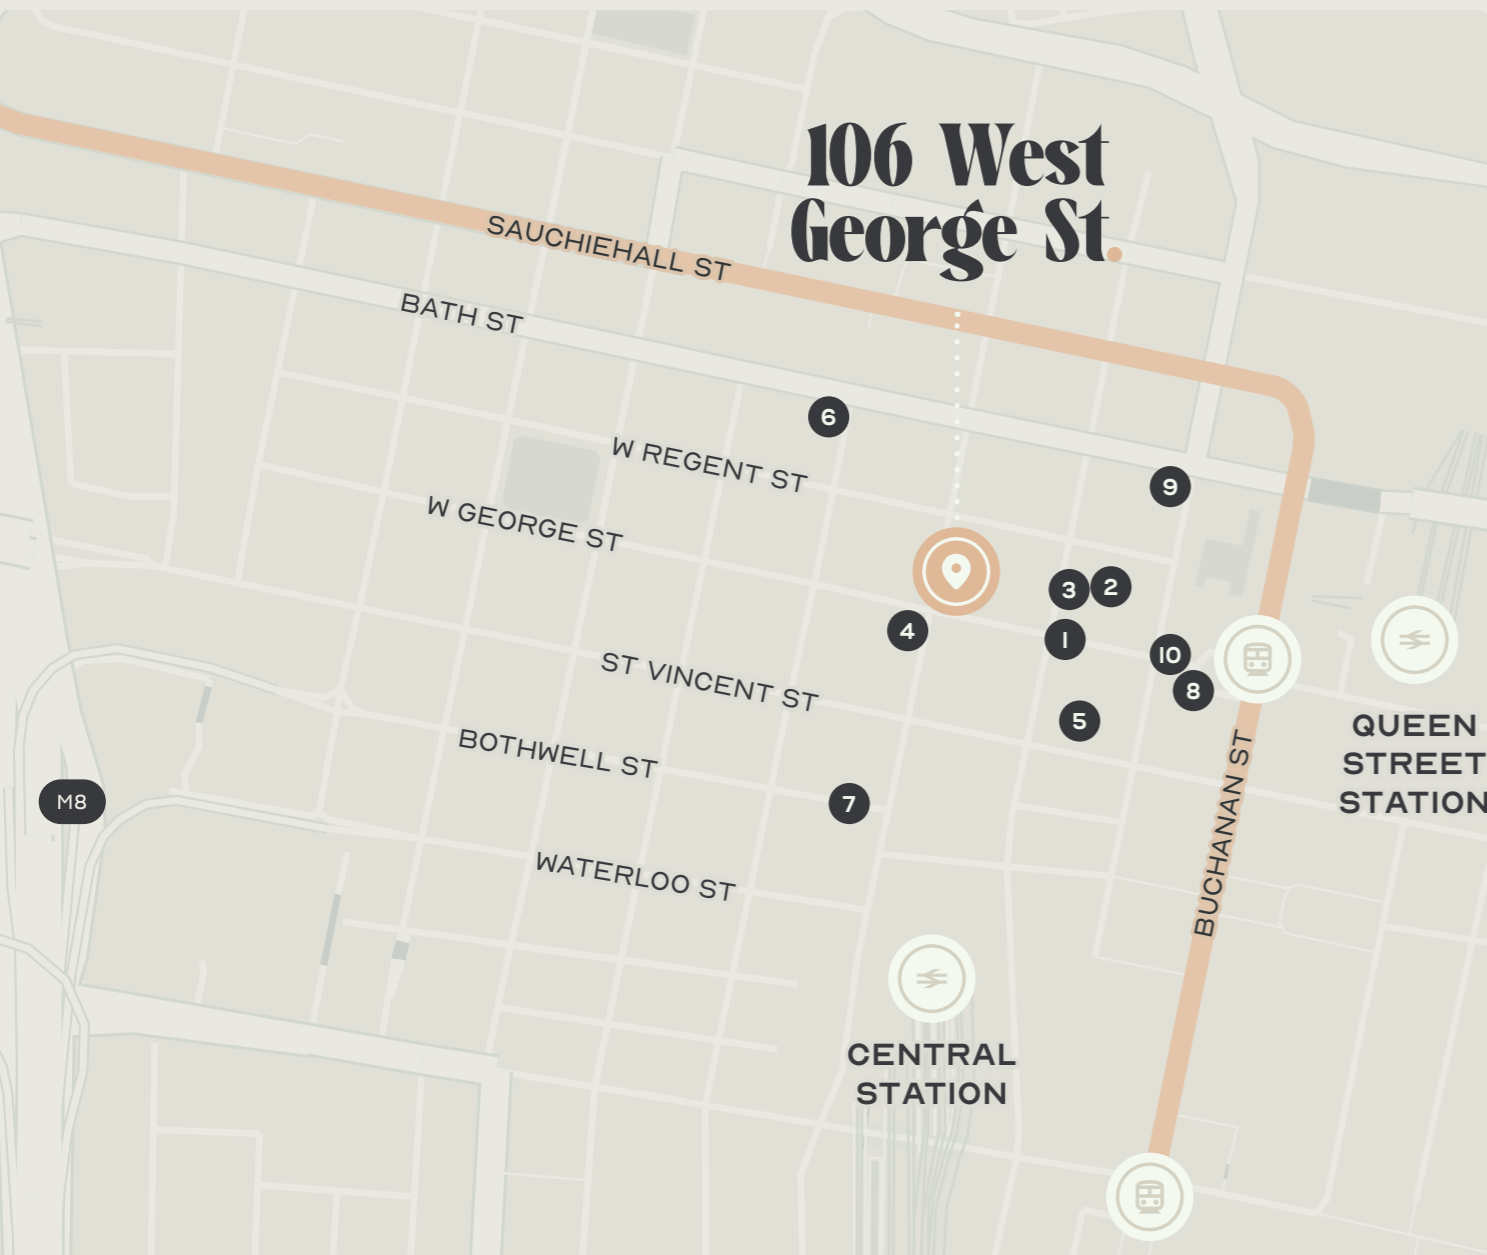 106 West
George St.
SAUCHIEHALL ST
BATH ST
6
W REGENT ST
9
W GEORGE ST
3
2
4
1
10
8
ST VINCENT ST
5
QUEEN
STREET
STATION
BOTHWELL ST
M8
7
BUCHANAN ST
WATERLOO ST
CENTRAL
STATION